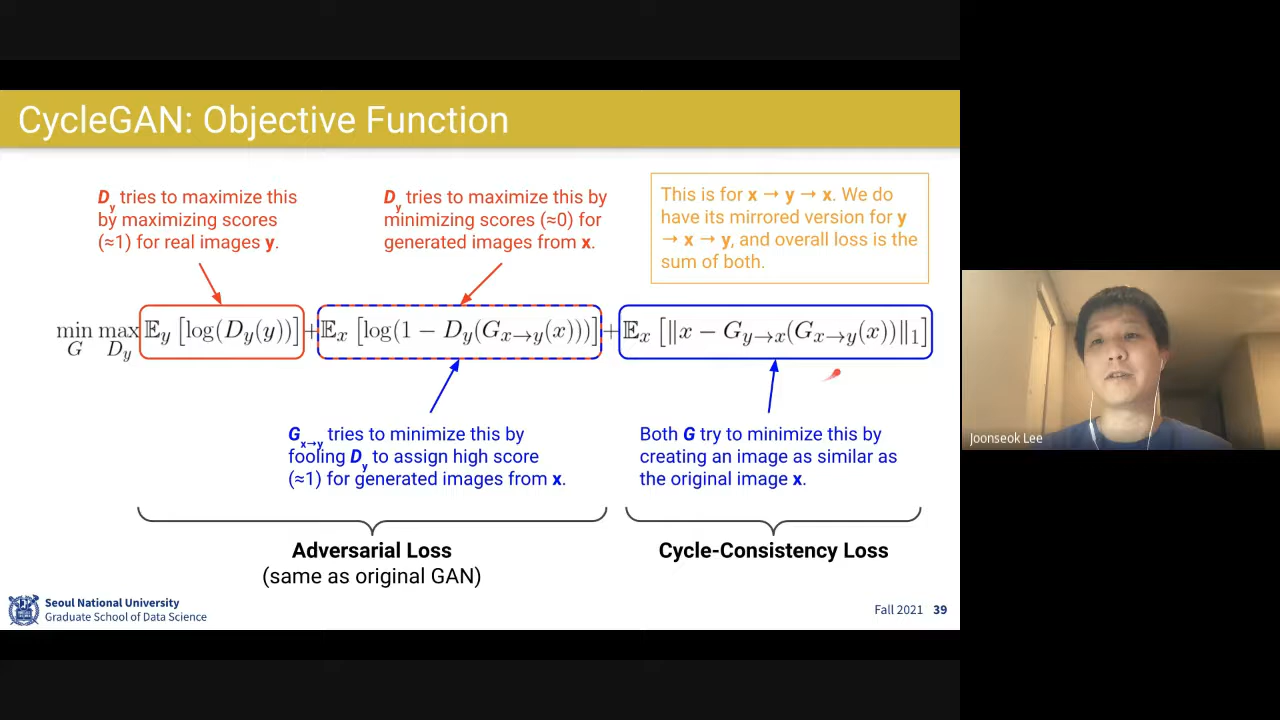 CycleGAN: Objective Function
D_y tries to maximize this
by maximizing scores
(≈1) for real images y.
D_y tries to maximize this by
minimizing scores (≈0) for
generated images from x.
This is for x → y → x. We do
have its mirrored version for y
→ x → y, and overall loss is the
sum of both.
min_G max_{D_y} 𝔼_y [log(D_y(y))] + 𝔼_x [log(1 − D_y(G_{x→y}(x)))] + 𝔼_x [‖x − G_{y→x}(G_{x→y}(x))‖_1]
G_{x→y} tries to minimize this by
fooling D_y to assign high score
(≈1) for generated images from x.
Both G try to minimize this by
creating an image as similar as
the original image x.
Adversarial Loss
(same as original GAN)
Cycle-Consistency Loss
Seoul National University
Graduate School of Data Science
Fall 2021 39
Joonseok Lee